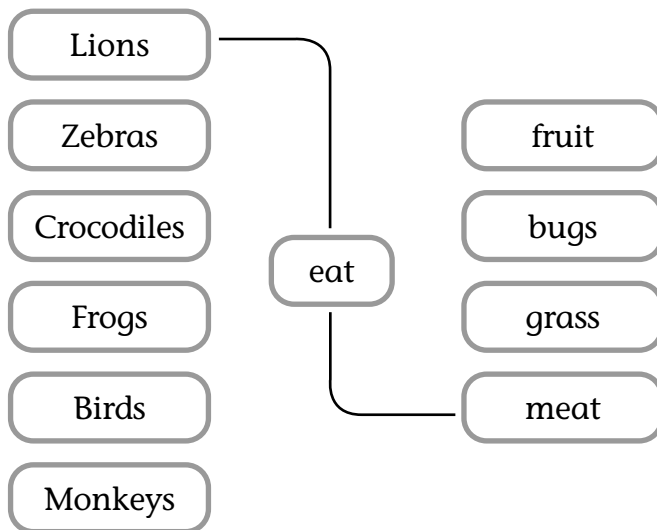 Lions
Zebras
Crocodiles
Frogs
Birds
Monkeys
eat
fruit
bugs
grass
meat